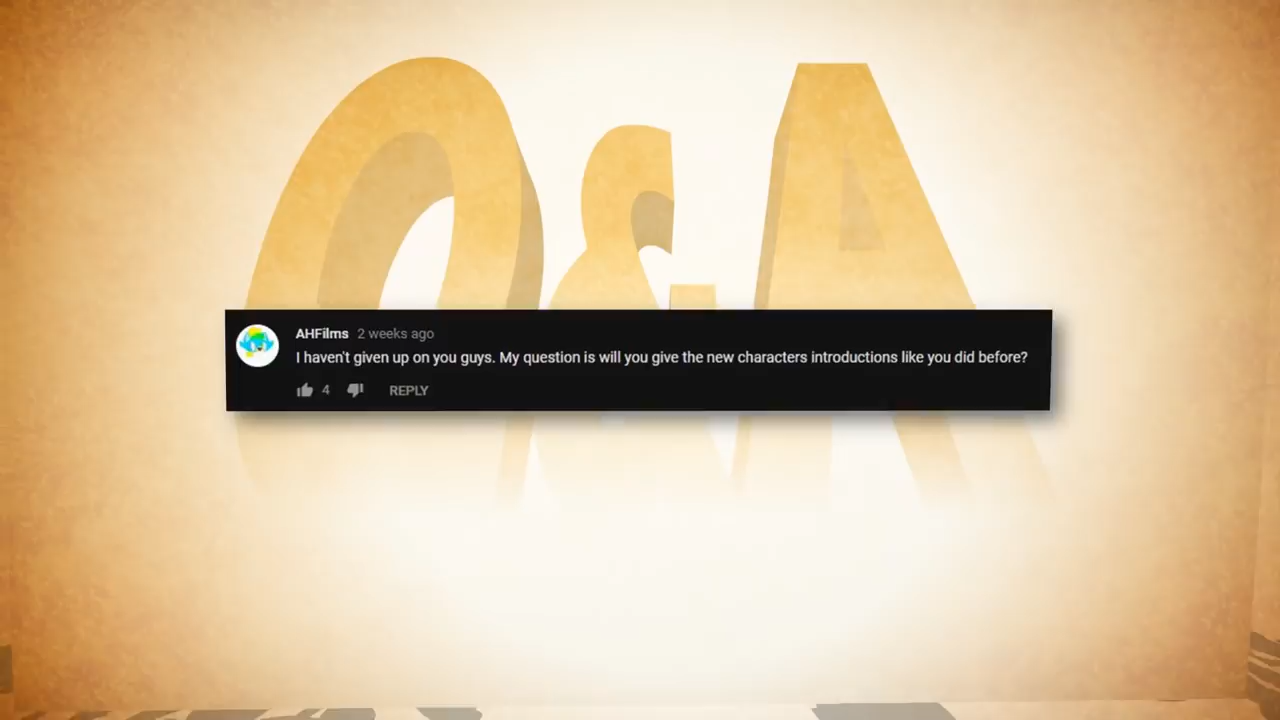 Q&A
AHFilms 2 weeks ago
I haven't given up on you guys. My question is will you give the new characters introductions like you did before?
4 REPLY